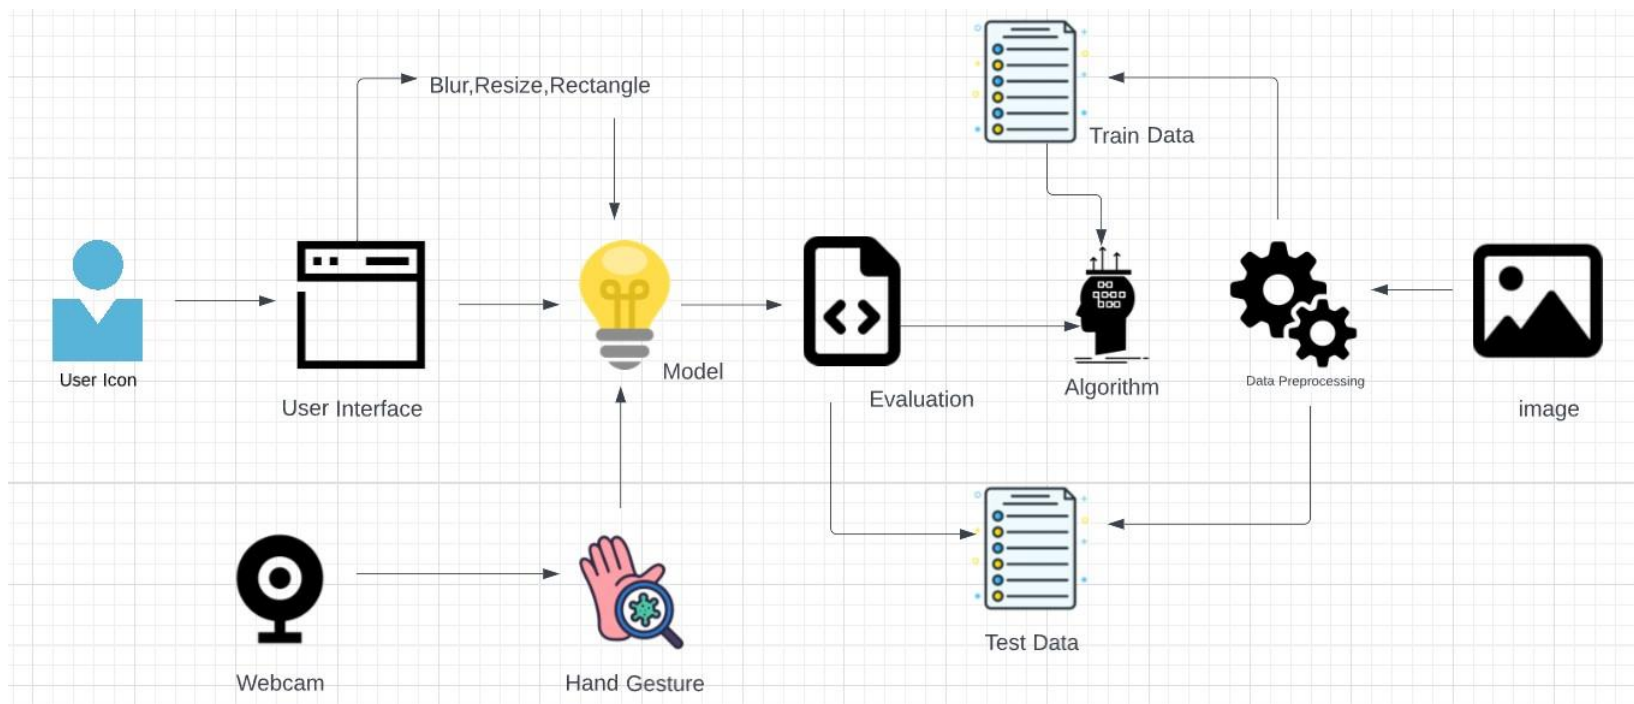 Blur,Resize,Rectangle
Train Data
User Icon
User Interface
Model
Evaluation
Algorithm
Data Preprocessing
image
Webcam
Hand Gesture
Test Data